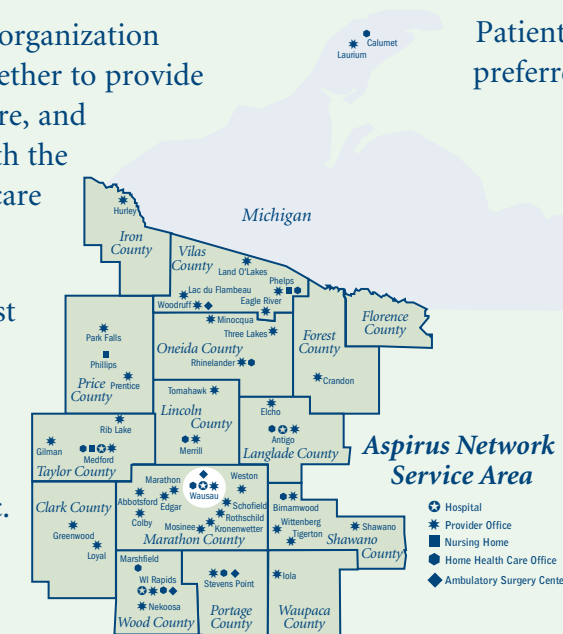 organization
ether to provide
re, and
th the
care
st
t.
Patient
preferre
Calumet
Laurium
Michigan
Hurley
Iron
County
Vilas
County
Land O'Lakes
Phelps
Lac du Flambeau
Eagle River
Woodruff
Minocqua
Three Lakes
Florence
County
Forest
County
Park Falls
Oneida County
Phillips
Rhinelander
Price
County
Prentice
Crandon
Tomahawk
Lincoln
County
Elcho
Rib Lake
Gilman
Medford
Merrill
Antigo
Langlade County
Taylor County
Aspirus Network
Service Area
Marathon
Weston
Wausau
Clark County
Abbotsford
Edgar
Schofield
Birnamwood
Colby
Rothschild
Mosinee
Kronenwetter
Wittenberg
Shawano
Tigerton
Greenwood
Marathon County
Shawano
County
Loyal
Marshfield
WI Rapids
Stevens Point
Iola
Nekoosa
Wood County
Portage
County
Waupaca
County
Hospital
Provider Office
Nursing Home
Home Health Care Office
Ambulatory Surgery Cente